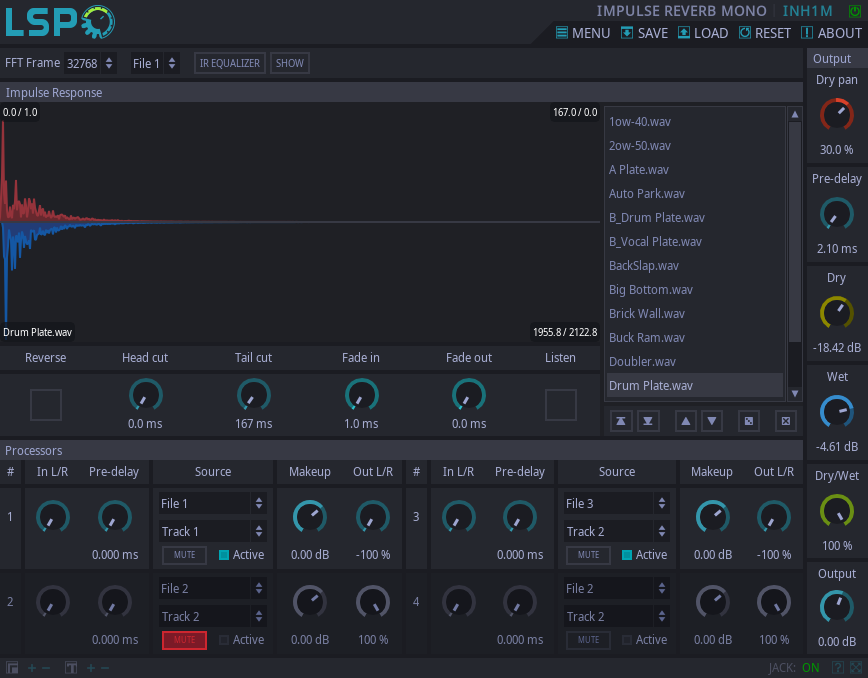 LSP
IMPULSE REVERB MONO INH1M
MENU SAVE LOAD RESET ABOUT
FFT Frame 32768 File 1 IR EQUALIZER SHOW
Output
Dry pan
30.0 %
Pre-delay
2.10 ms
Dry
-18.42 dB
Wet
-4.61 dB
Dry/Wet
100 %
Output
0.00 dB
Impulse Response
0.0 / 1.0 167.0 / 0.0
Drum Plate.wav 1955.8 / 2122.8
1ow-40.wav
2ow-50.wav
A Plate.wav
Auto Park.wav
B_Drum Plate.wav
B_Vocal Plate.wav
BackSlap.wav
Big Bottom.wav
Brick Wall.wav
Buck Ram.wav
Doubler.wav
Drum Plate.wav
Reverse Head cut Tail cut Fade in Fade out Listen
0.0 ms 167 ms 1.0 ms 0.0 ms
Processors
# In L/R Pre-delay Source Makeup Out L/R # In L/R Pre-delay Source Makeup Out L/R
File 1 File 3
1 3
Track 1 Track 2
0.000 ms MUTE Active 0.00 dB -100 % 0.000 ms MUTE Active 0.00 dB -100 %
File 2 File 2
2 4
Track 2 Track 2
0.000 ms MUTE Active 0.00 dB 100 % 0.000 ms MUTE Active 0.00 dB 100 %
+ − T + − JACK: ON ?